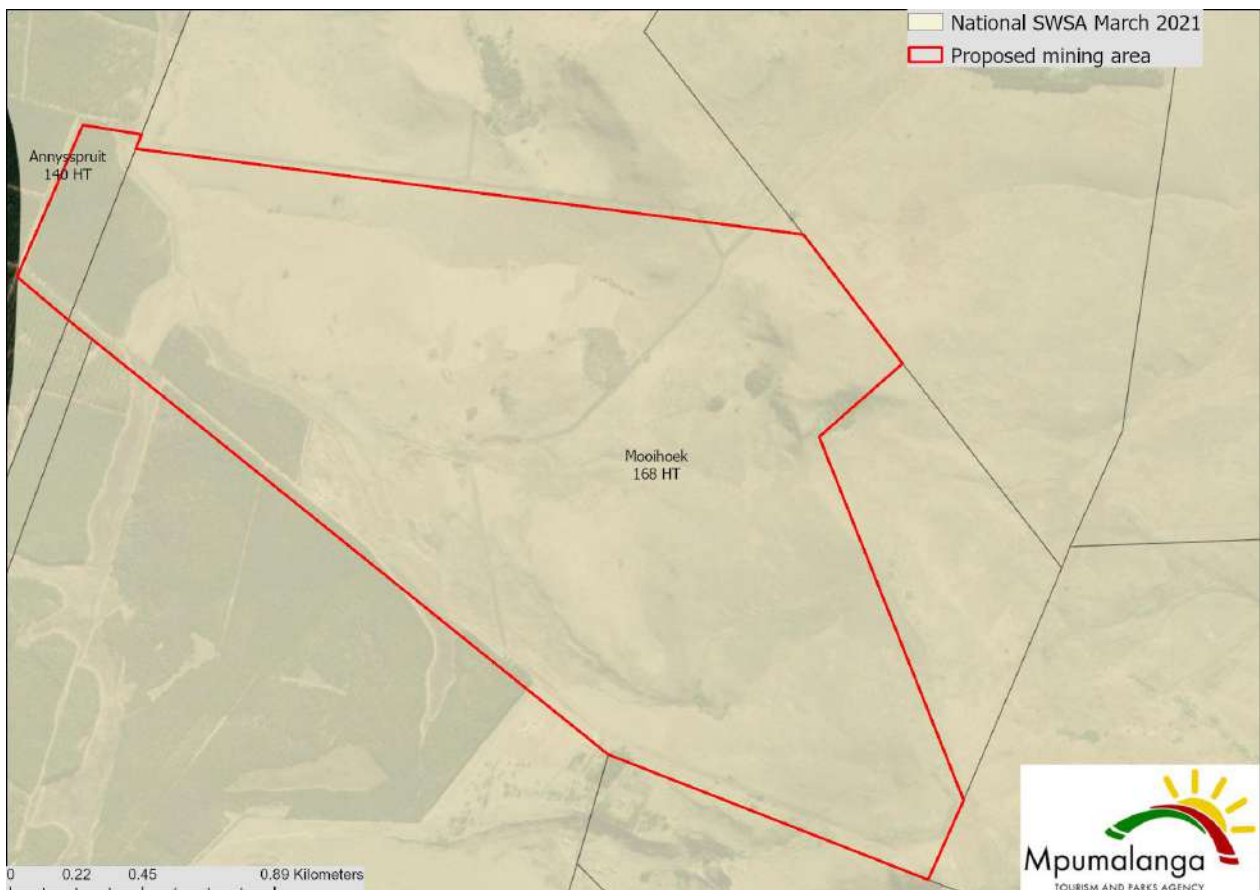 National SWSA March 2021
Proposed mining area
Annysspruit
140 HT
Mooihoek
168 HT
0 0.22 0.45 0.89 Kilometers
Mpumalanga
TOURISM AND PARKS AGENCY